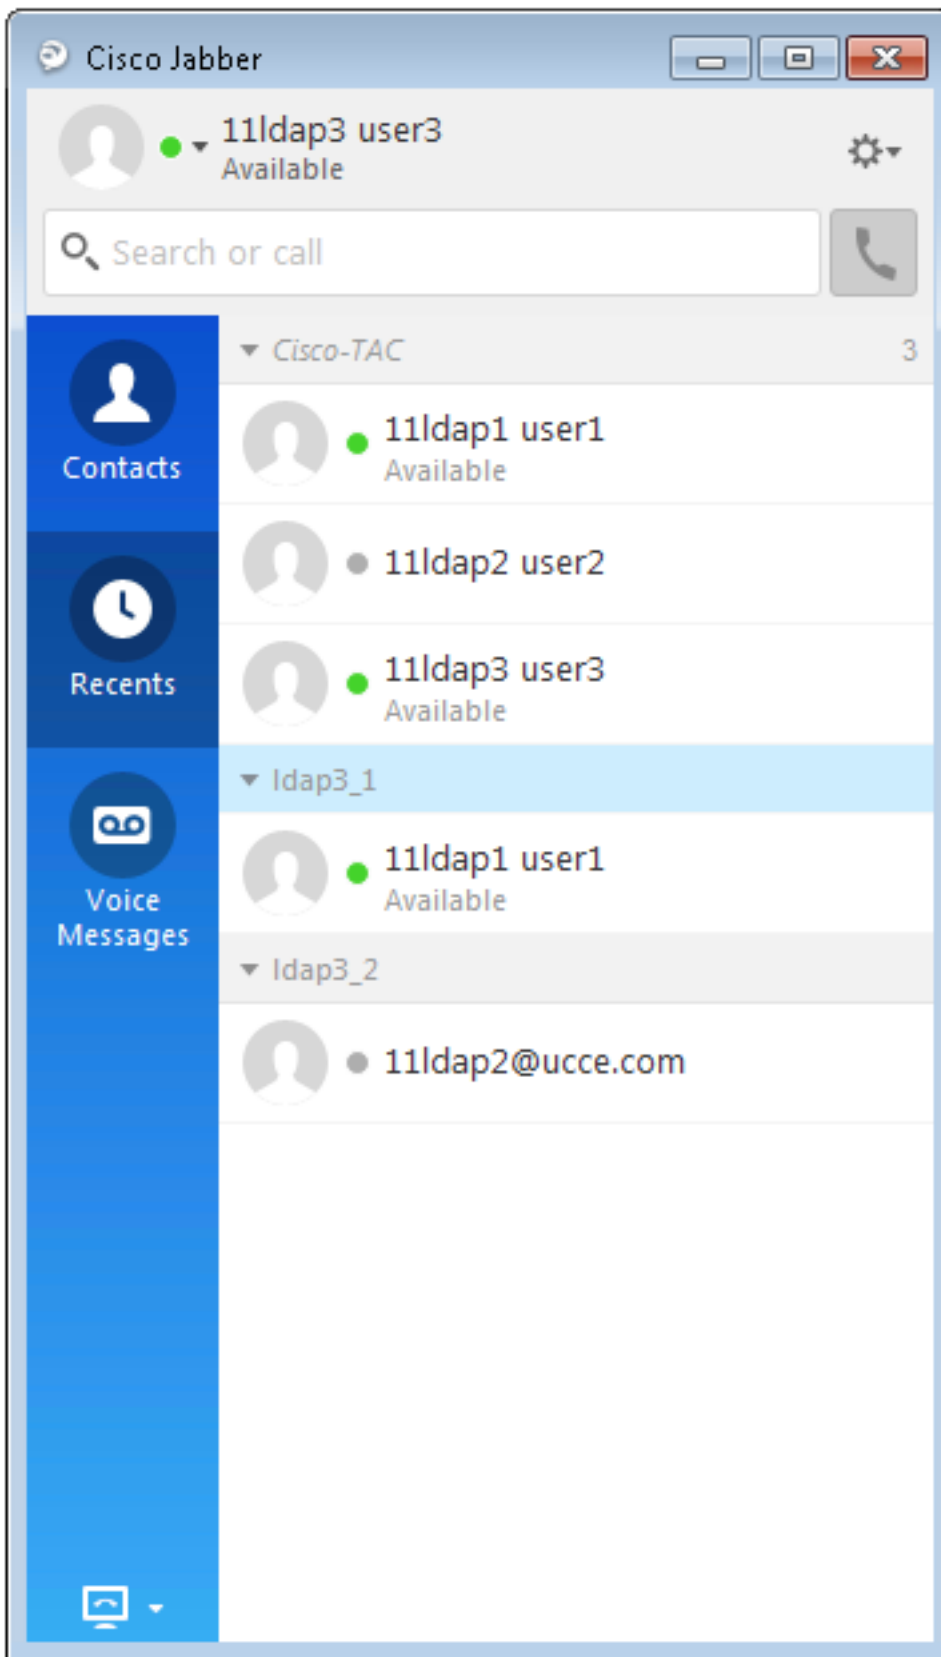 Cisco Jabber
11ldap3 user3
Available
Search or call
Contacts
Recents
Voice
Messages
Cisco-TAC 3
11ldap1 user1
Available
11ldap2 user2
11ldap3 user3
Available
ldap3_1
11ldap1 user1
Available
ldap3_2
11ldap2@ucce.com